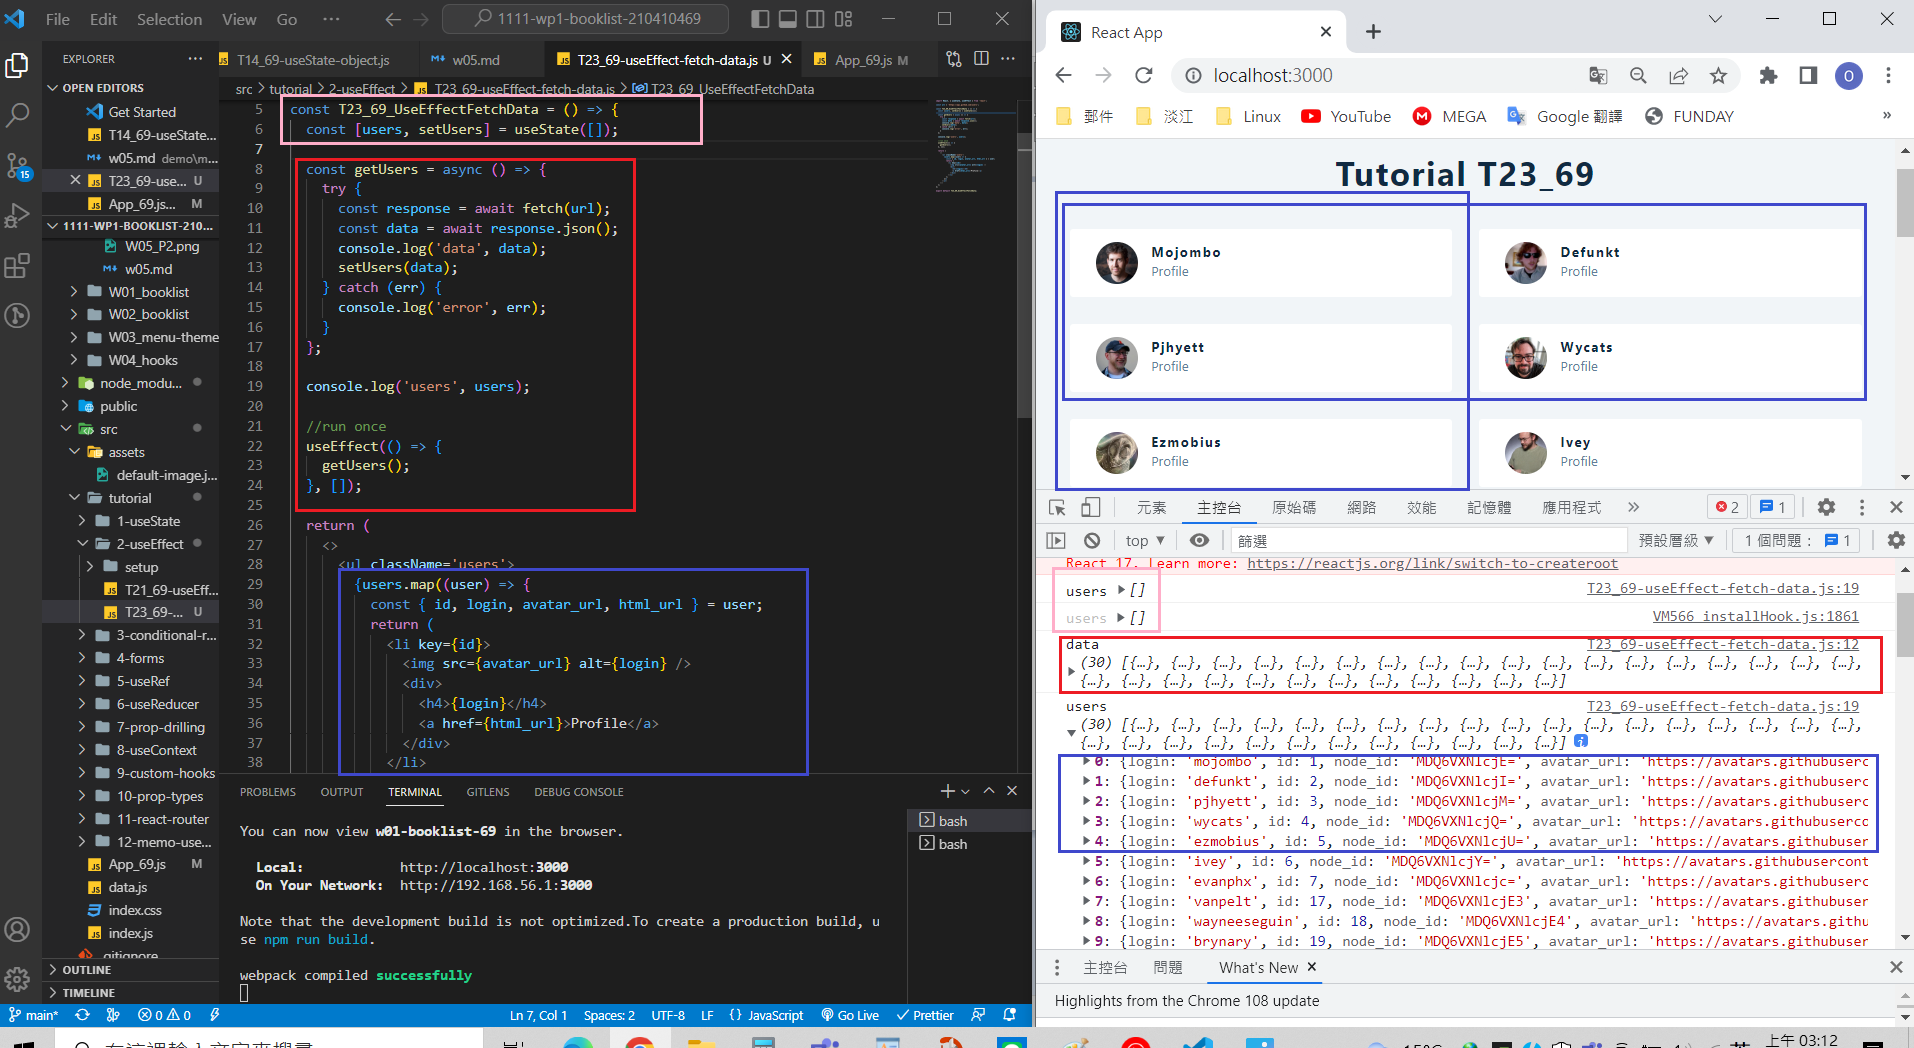 File Edit Selection View Go ··· 1111-wp1-booklist-210410469
EXPLORER
OPEN EDITORS
Get Started
T14_69-useState...
w05.md demo\m...
T23_69-use... U
App_69.js... M
1111-WP1-BOOKLIST-210...
W05_P2.png
w05.md
W01_booklist
W02_booklist
W03_menu-theme
W04_hooks
node_modu...
public
src
assets
default-image.j...
tutorial
1-useState
2-useEffect
setup
T21_69-useEff...
T23_69-... U
3-conditional-r...
4-forms
5-useRef
6-useReducer
7-prop-drilling
8-useContext
9-custom-hooks
10-prop-types
11-react-router
12-memo-use...
App_69.js M
data.js
index.css
index.js
.gitignore
OUTLINE
TIMELINE
15
T14_69-useState-object.js w05.md T23_69-useEffect-fetch-data.js U App_69.js M
src > tutorial > 2-useEffect > T23_69-useEffect-fetch-data.js > T23_69_UseEfffectFetchData
5 const T23_69_UseEfffectFetchData = () => {
6 const [users, setUsers] = useState([]);
7
8 const getUsers = async () => {
9 try {
10 const response = await fetch(url);
11 const data = await response.json();
12 console.log('data', data);
13 setUsers(data);
14 } catch (err) {
15 console.log('error', err);
16 }
17 };
18
19 console.log('users', users);
20
21 //run once
22 useEffect(() => {
23 getUsers();
24 }, []);
25
26 return (
27 <>
28 <ul className='users'>
29 {users.map((user) => {
30 const { id, login, avatar_url, html_url } = user;
31 return (
32 <li key={id}>
33 <img src={avatar_url} alt={login} />
34 <div>
35 <h4>{login}</h4>
36 <a href={html_url}>Profile</a>
37 </div>
38 </li>
PROBLEMS OUTPUT TERMINAL GITLENS DEBUG CONSOLE
You can now view w01-booklist-69 in the browser.
Local: http://localhost:3000
On Your Network: http://192.168.56.1:3000
Note that the development build is not optimized.To create a production build, u
se npm run build.
webpack compiled successfully
bash
bash
main* 0 0 Ln 7, Col 1 Spaces: 2 UTF-8 LF {} JavaScript Go Live Prettier
React App
localhost:3000
O
郵件 淡江 Linux YouTube MEGA Google 翻譯 FUNDAY »
Tutorial T23_69
Mojombo
Profile
Defunkt
Profile
Pjhyett
Profile
Wycats
Profile
Ezmobius
Profile
Ivey
Profile
元素 主控台 原始碼 網路 效能 記憶體 應用程式 » 2 1
top 篩選 預設層級 1 個問題： 1
React 17. Learn more: https://reactjs.org/link/switch-to-createroot
users [] T23_69-useEffect-fetch-data.js:19
users [] VM566 installHook.js:1861
data T23_69-useEffect-fetch-data.js:12
(30) [{…}, {…}, {…}, {…}, {…}, {…}, {…}, {…}, {…}, {…}, {…}, {…}, {…}, {…}, {…}, {…}, {…}, {…},
{…}, {…}, {…}, {…}, {…}, {…}, {…}, {…}, {…}, {…}, {…}, {…}]
users T23_69-useEffect-fetch-data.js:19
(30) [{…}, {…}, {…}, {…}, {…}, {…}, {…}, {…}, {…}, {…}, {…}, {…}, {…}, {…}, {…}, {…}, {…}, {…},
{…}, {…}, {…}, {…}, {…}, {…}, {…}, {…}, {…}, {…}, {…}, {…}]
0: {login: 'mojombo', id: 1, node_id: 'MDQ6VXNlcjE=', avatar_url: 'https://avatars.githubuserc
1: {login: 'defunkt', id: 2, node_id: 'MDQ6VXNlcjI=', avatar_url: 'https://avatars.githubuserc
2: {login: 'pjhyett', id: 3, node_id: 'MDQ6VXNlcjM=', avatar_url: 'https://avatars.githubuserc
3: {login: 'wycats', id: 4, node_id: 'MDQ6VXNlcjQ=', avatar_url: 'https://avatars.githubuserco
4: {login: 'ezmobius', id: 5, node_id: 'MDQ6VXNlcjU=', avatar_url: 'https://avatars.githubuser
5: {login: 'ivey', id: 6, node_id: 'MDQ6VXNlcjY=', avatar_url: 'https://avatars.githubusercont
6: {login: 'evanphx', id: 7, node_id: 'MDQ6VXNlcjc=', avatar_url: 'https://avatars.githubuserc
7: {login: 'vanpelt', id: 17, node_id: 'MDQ6VXNlcjE3', avatar_url: 'https://avatars.githubuser
8: {login: 'wayneeseguin', id: 18, node_id: 'MDQ6VXNlcjE4', avatar_url: 'https://avatars.githu
9: {login: 'brynary', id: 19, node_id: 'MDQ6VXNlcjE5', avatar_url: 'https://avatars.githubuser
主控台 問題 What's New
Highlights from the Chrome 108 update
在這裡輸入文字來搜尋
15°C 英 上午 03:12